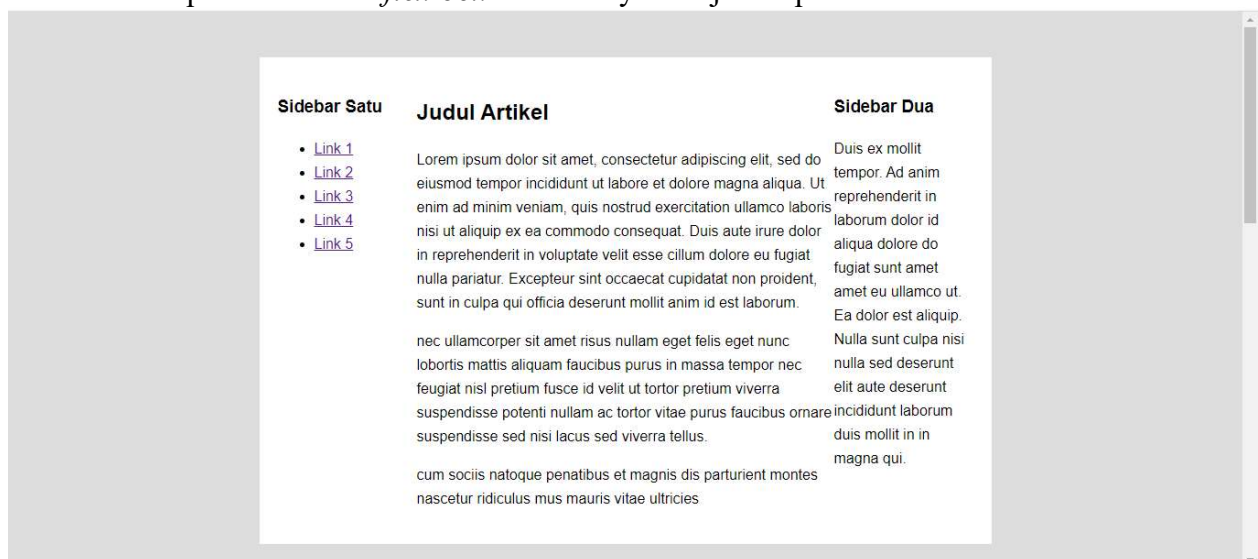 Sidebar Satu
Link 1
Link 2
Link 3
Link 4
Link 5
Judul Artikel
Lorem ipsum dolor sit amet, consectetur adipiscing elit, sed do
eiusmod tempor incididunt ut labore et dolore magna aliqua. Ut
enim ad minim veniam, quis nostrud exercitation ullamco laboris
nisi ut aliquip ex ea commodo consequat. Duis aute irure dolor
in reprehenderit in voluptate velit esse cillum dolore eu fugiat
nulla pariatur. Excepteur sint occaecat cupidatat non proident,
sunt in culpa qui officia deserunt mollit anim id est laborum.
nec ullamcorper sit amet risus nullam eget felis eget nunc
lobortis mattis aliquam faucibus purus in massa tempor nec
feugiat nisl pretium fusce id velit ut tortor pretium viverra
suspendisse potenti nullam ac tortor vitae purus faucibus ornare
suspendisse sed nisi lacus sed viverra tellus.
cum sociis natoque penatibus et magnis dis parturient montes
nascetur ridiculus mus mauris vitae ultricies
Sidebar Dua
Duis ex mollit
tempor. Ad anim
reprehenderit in
laborum dolor id
aliqua dolore do
fugiat sunt amet
amet eu ullamco ut.
Ea dolor est aliquip.
Nulla sunt culpa nisi
nulla sed deserunt
elit aute deserunt
incididunt laborum
duis mollit in in
magna qui.